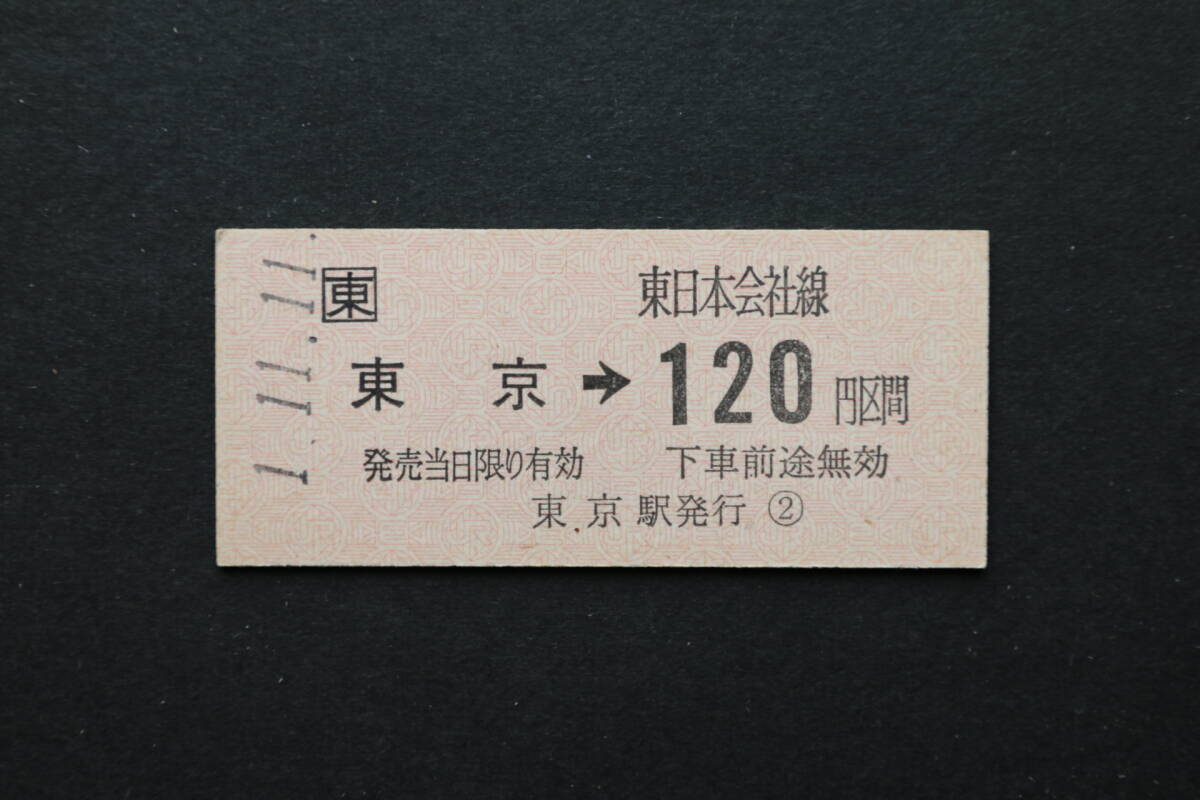 1.11.11.
東
東日本会社線
東京→120円区間
発売当日限り有効 下車前途無効
東京駅発行 ②